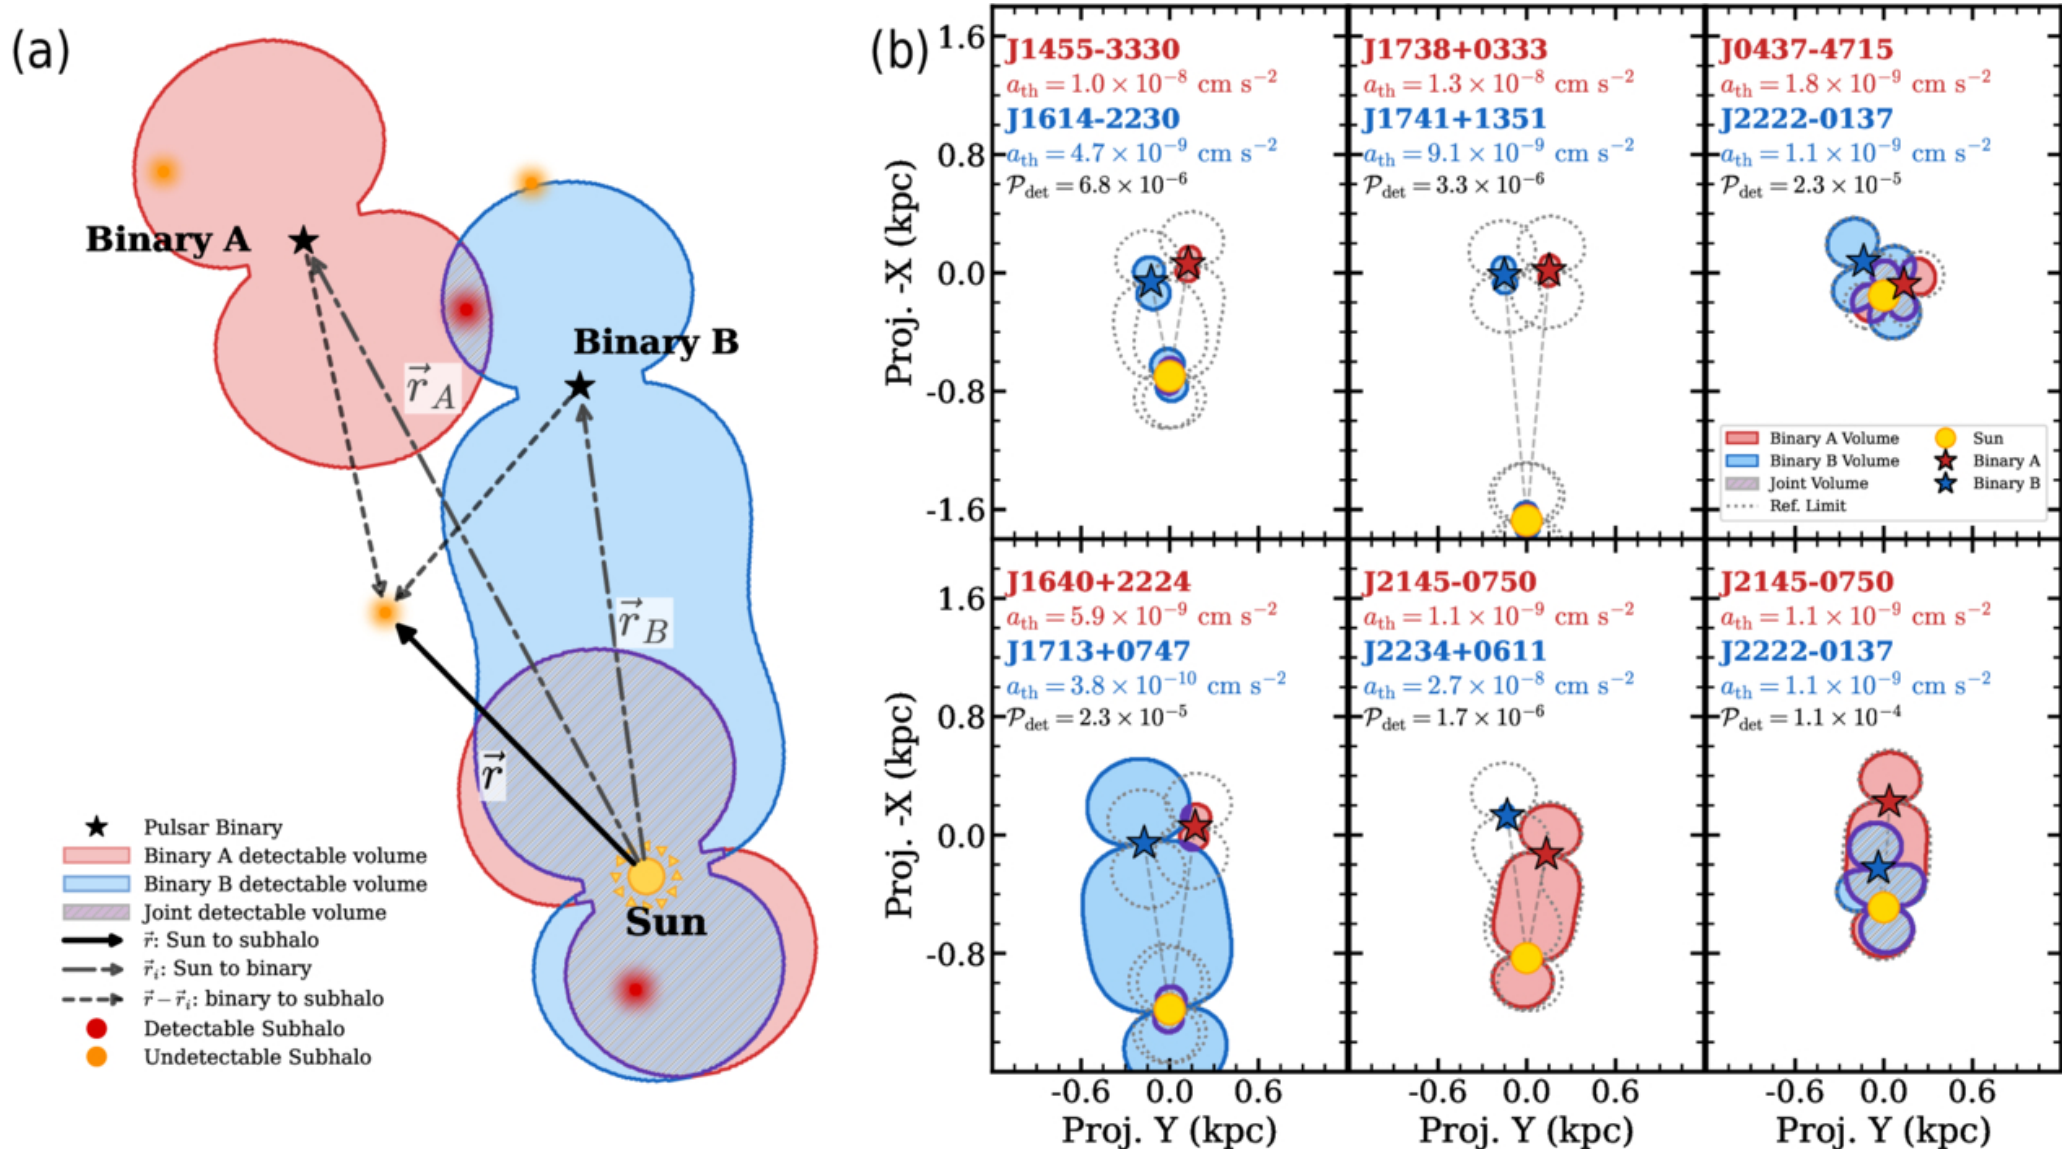 (a)
Binary A
Binary B
r⃗_A
r⃗_B
r⃗
Sun
Pulsar Binary
Binary A detectable volume
Binary B detectable volume
Joint detectable volume
r⃗: Sun to subhalo
r⃗_i: Sun to binary
r⃗ − r⃗_i: binary to subhalo
Detectable Subhalo
Undetectable Subhalo
(b)
Proj. -X (kpc)
1.6
0.8
0.0
-0.8
-1.6
J1455-3330
a_th = 1.0 × 10⁻⁸ cm s⁻²
J1614-2230
a_th = 4.7 × 10⁻⁹ cm s⁻²
𝒫_det = 6.8 × 10⁻⁶
J1738+0333
a_th = 1.3 × 10⁻⁸ cm s⁻²
J1741+1351
a_th = 9.1 × 10⁻⁹ cm s⁻²
𝒫_det = 3.3 × 10⁻⁶
J0437-4715
a_th = 1.8 × 10⁻⁹ cm s⁻²
J2222-0137
a_th = 1.1 × 10⁻⁹ cm s⁻²
𝒫_det = 2.3 × 10⁻⁵
Binary A Volume
Binary B Volume
Joint Volume
Ref. Limit
Sun
Binary A
Binary B
Proj. -X (kpc)
1.6
0.8
0.0
-0.8
J1640+2224
a_th = 5.9 × 10⁻⁹ cm s⁻²
J1713+0747
a_th = 3.8 × 10⁻¹⁰ cm s⁻²
𝒫_det = 2.3 × 10⁻⁵
J2145-0750
a_th = 1.1 × 10⁻⁹ cm s⁻²
J2234+0611
a_th = 2.7 × 10⁻⁸ cm s⁻²
𝒫_det = 1.7 × 10⁻⁶
J2145-0750
a_th = 1.1 × 10⁻⁹ cm s⁻²
J2222-0137
a_th = 1.1 × 10⁻⁹ cm s⁻²
𝒫_det = 1.1 × 10⁻⁴
-0.6 0.0 0.6
-0.6 0.0 0.6
-0.6 0.0 0.6
Proj. Y (kpc)
Proj. Y (kpc)
Proj. Y (kpc)